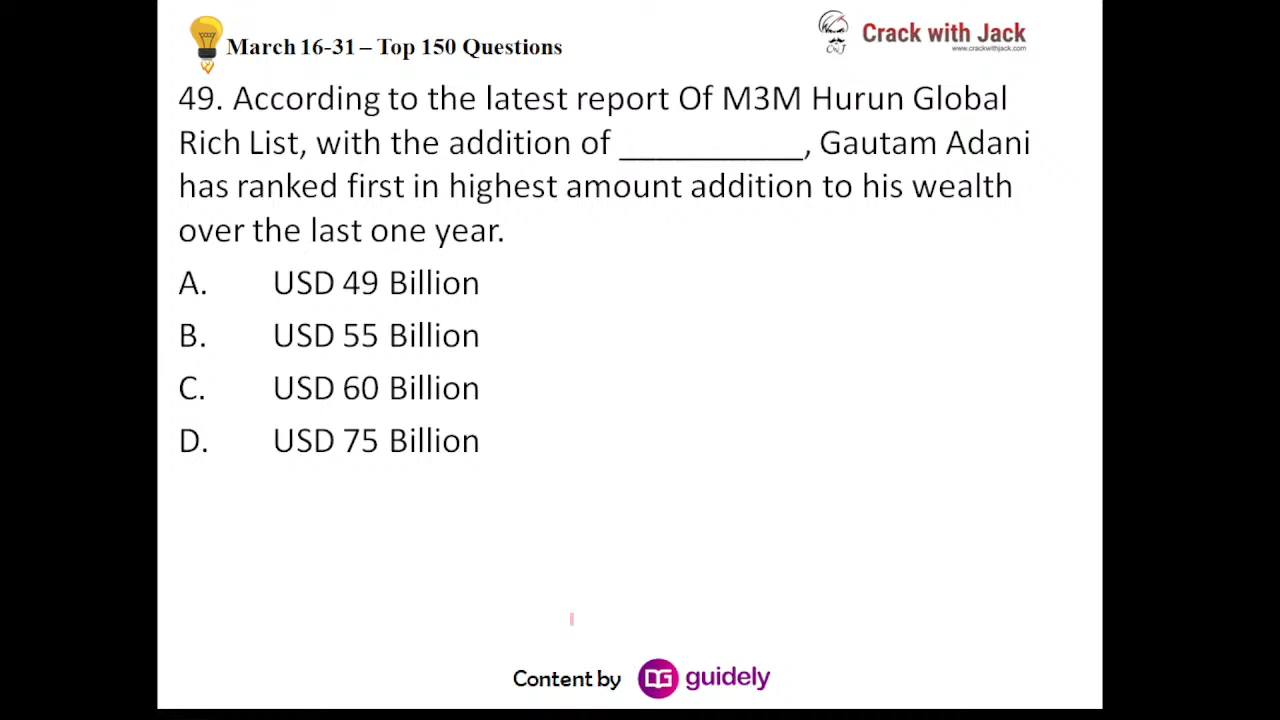 March 16-31 – Top 150 Questions
Crack with Jack
www.crackwithjack.com
CWJ
49. According to the latest report Of M3M Hurun Global
Rich List, with the addition of __________, Gautam Adani
has ranked first in highest amount addition to his wealth
over the last one year.
A. USD 49 Billion
B. USD 55 Billion
C. USD 60 Billion
D. USD 75 Billion
Content by DG guidely